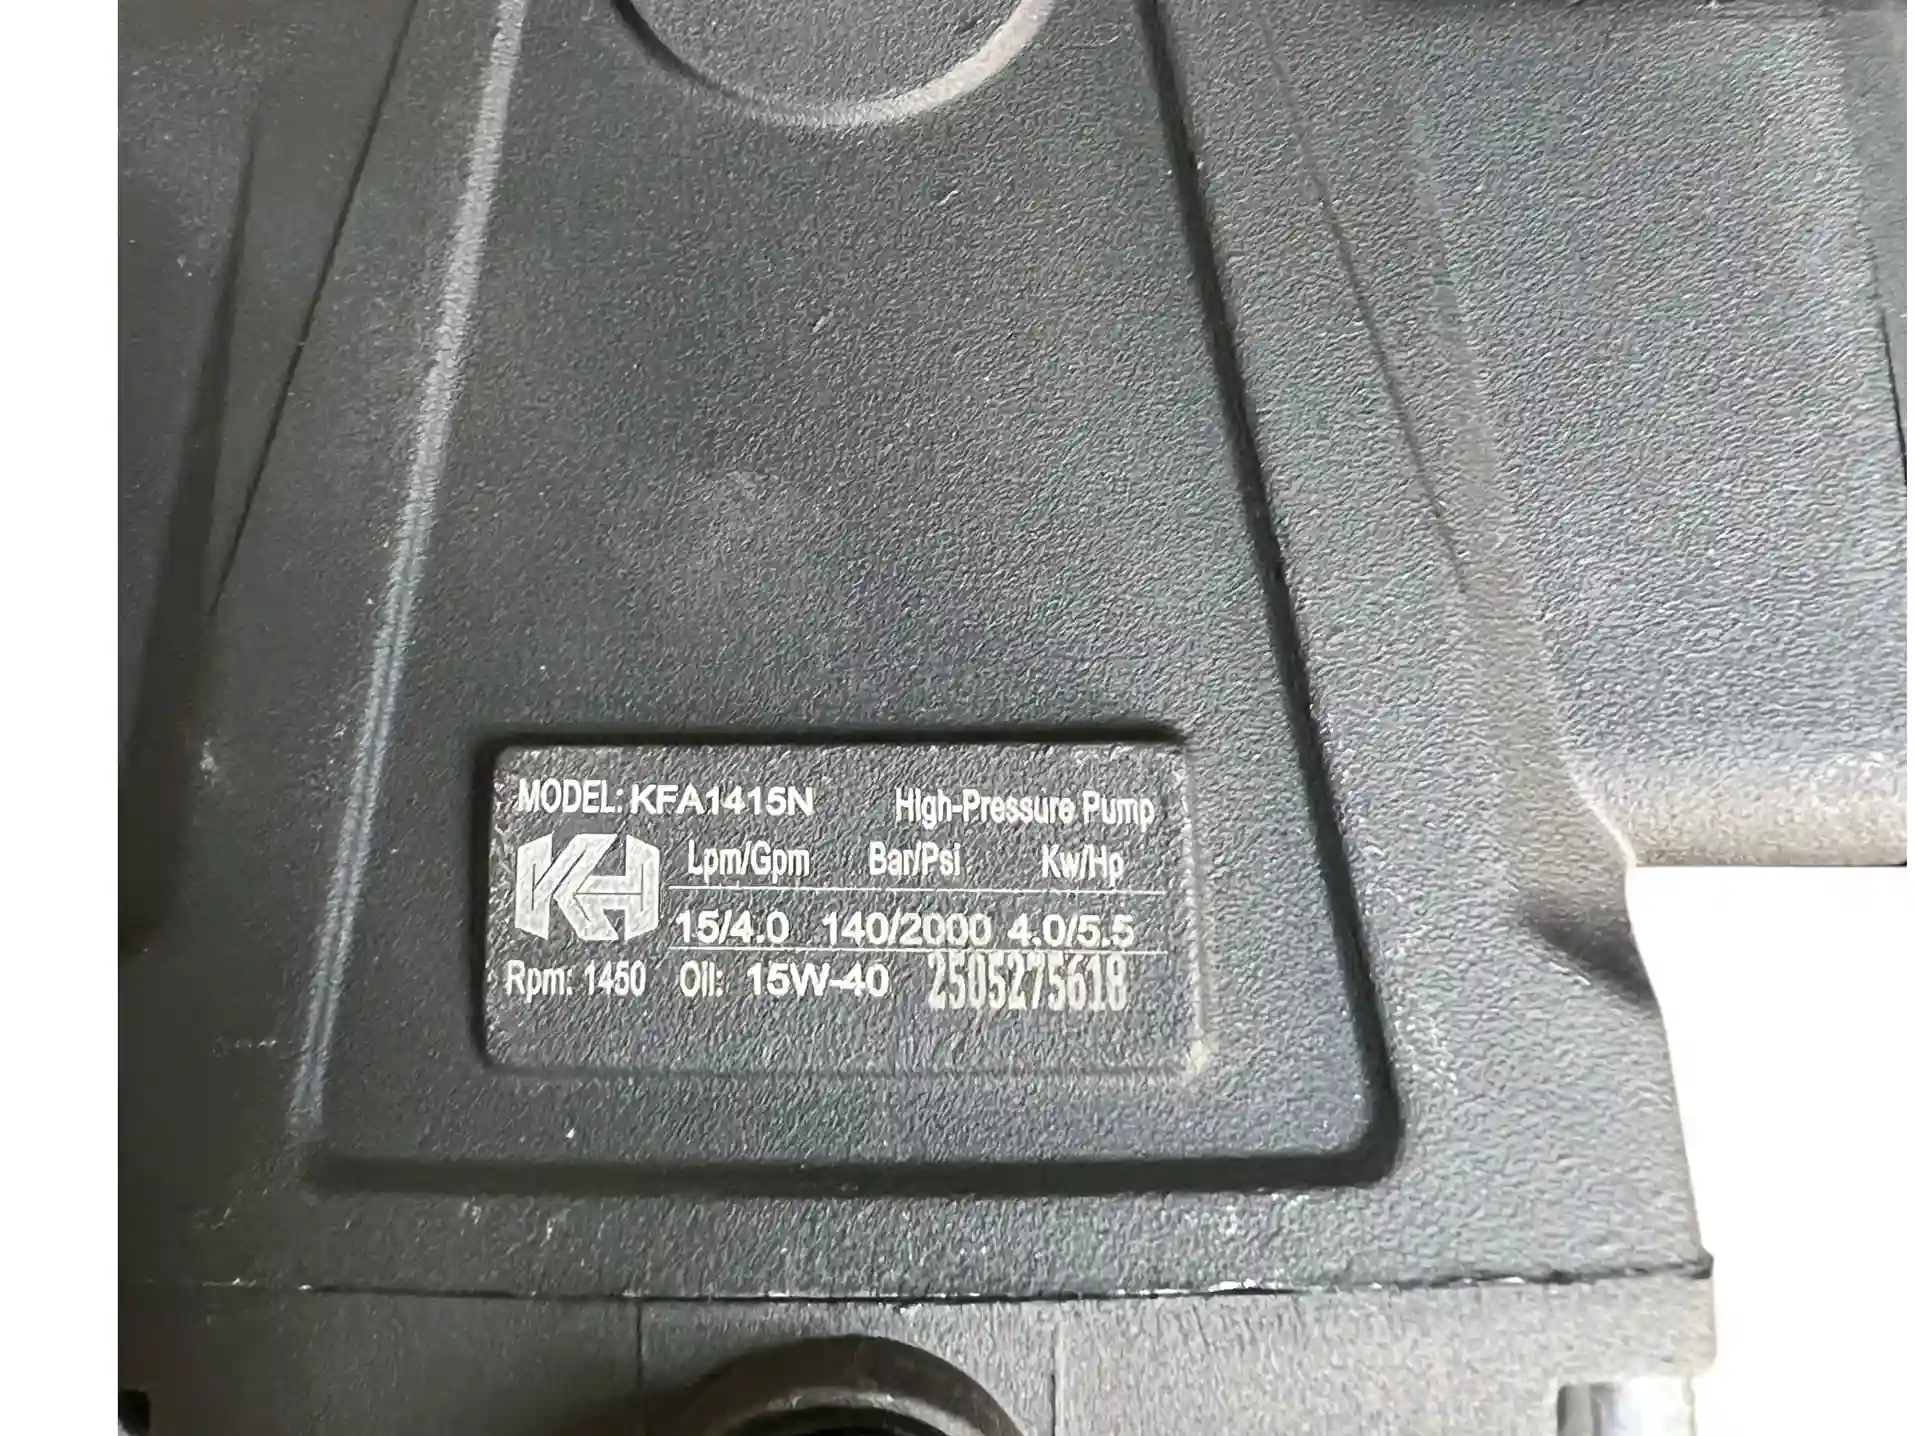 MODEL: KFA1415N High-Pressure Pump
KH Lpm/Gpm Bar/Psi Kw/Hp
15/4.0 140/2000 4.0/5.5
Rpm: 1450 Oil: 15W-40 2505275618